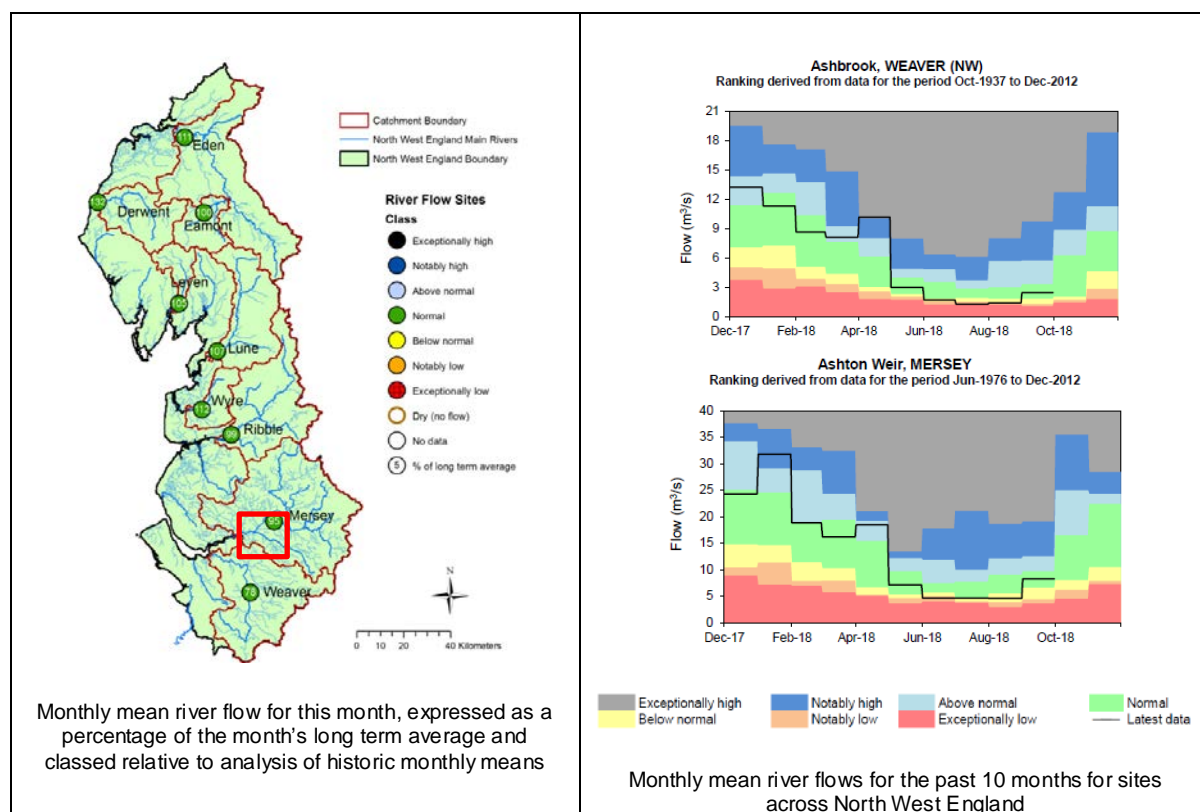 Catchment Boundary
North West England Main Rivers
North West England Boundary
River Flow Sites
Class
Exceptionally high
Notably high
Above normal
Normal
Below normal
Notably low
Exceptionally low
Dry (no flow)
No data
5 % of long term average
111
Eden
Derwent
100
Eamont
Leven
107
Lune
Wyre
112
Ribble
99
95
Mersey
78
Weaver
N
0 10 20 40 Kilometers
Monthly mean river flow for this month, expressed as a
percentage of the month's long term average and
classed relative to analysis of historic monthly means
Ashbrook, WEAVER (NW)
Ranking derived from data for the period Oct-1937 to Dec-2012
Flow (m³/s)
21
18
15
12
9
6
3
0
Dec-17 Feb-18 Apr-18 Jun-18 Aug-18 Oct-18
Ashton Weir, MERSEY
Ranking derived from data for the period Jun-1976 to Dec-2012
Flow (m³/s)
40
35
30
25
20
15
10
5
0
Dec-17 Feb-18 Apr-18 Jun-18 Aug-18 Oct-18
Exceptionally high Notably high Above normal Normal
Below normal Notably low Exceptionally low Latest data
Monthly mean river flows for the past 10 months for sites
across North West England